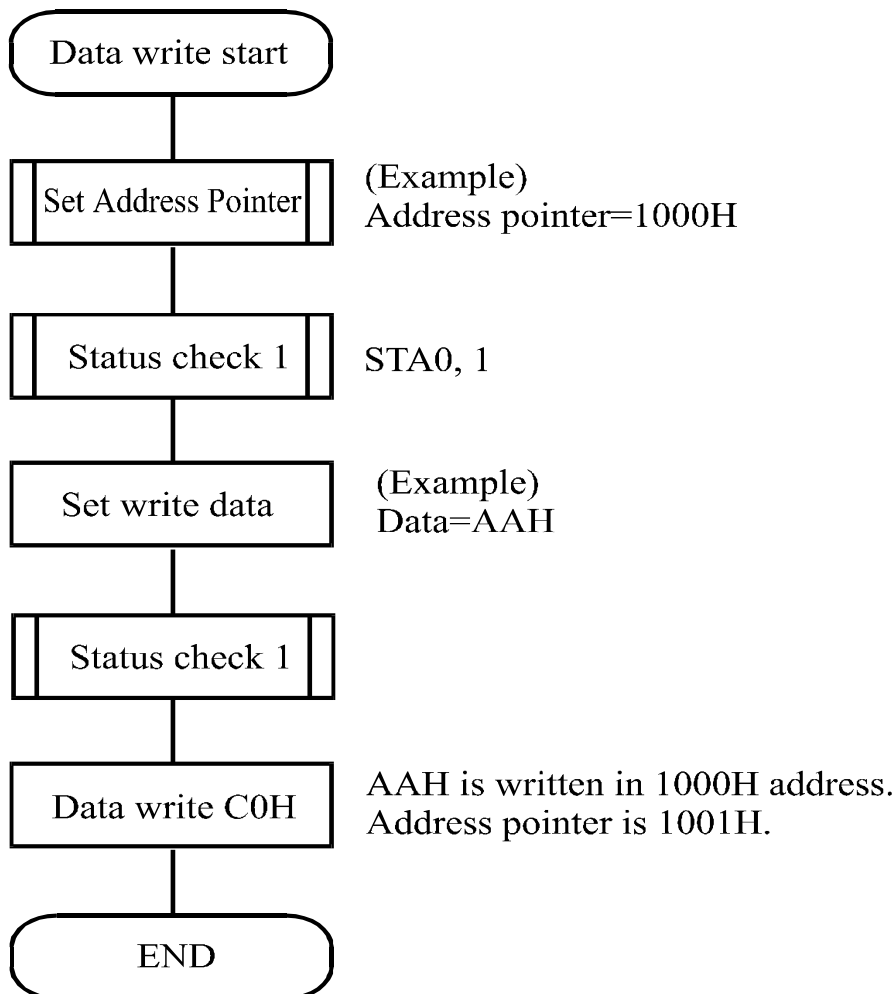 Data write start
Set Address Pointer
(Example)
Address pointer=1000H
Status check 1
STA0, 1
Set write data
(Example)
Data=AAH
Status check 1
Data write C0H
AAH is written in 1000H address.
Address pointer is 1001H.
END